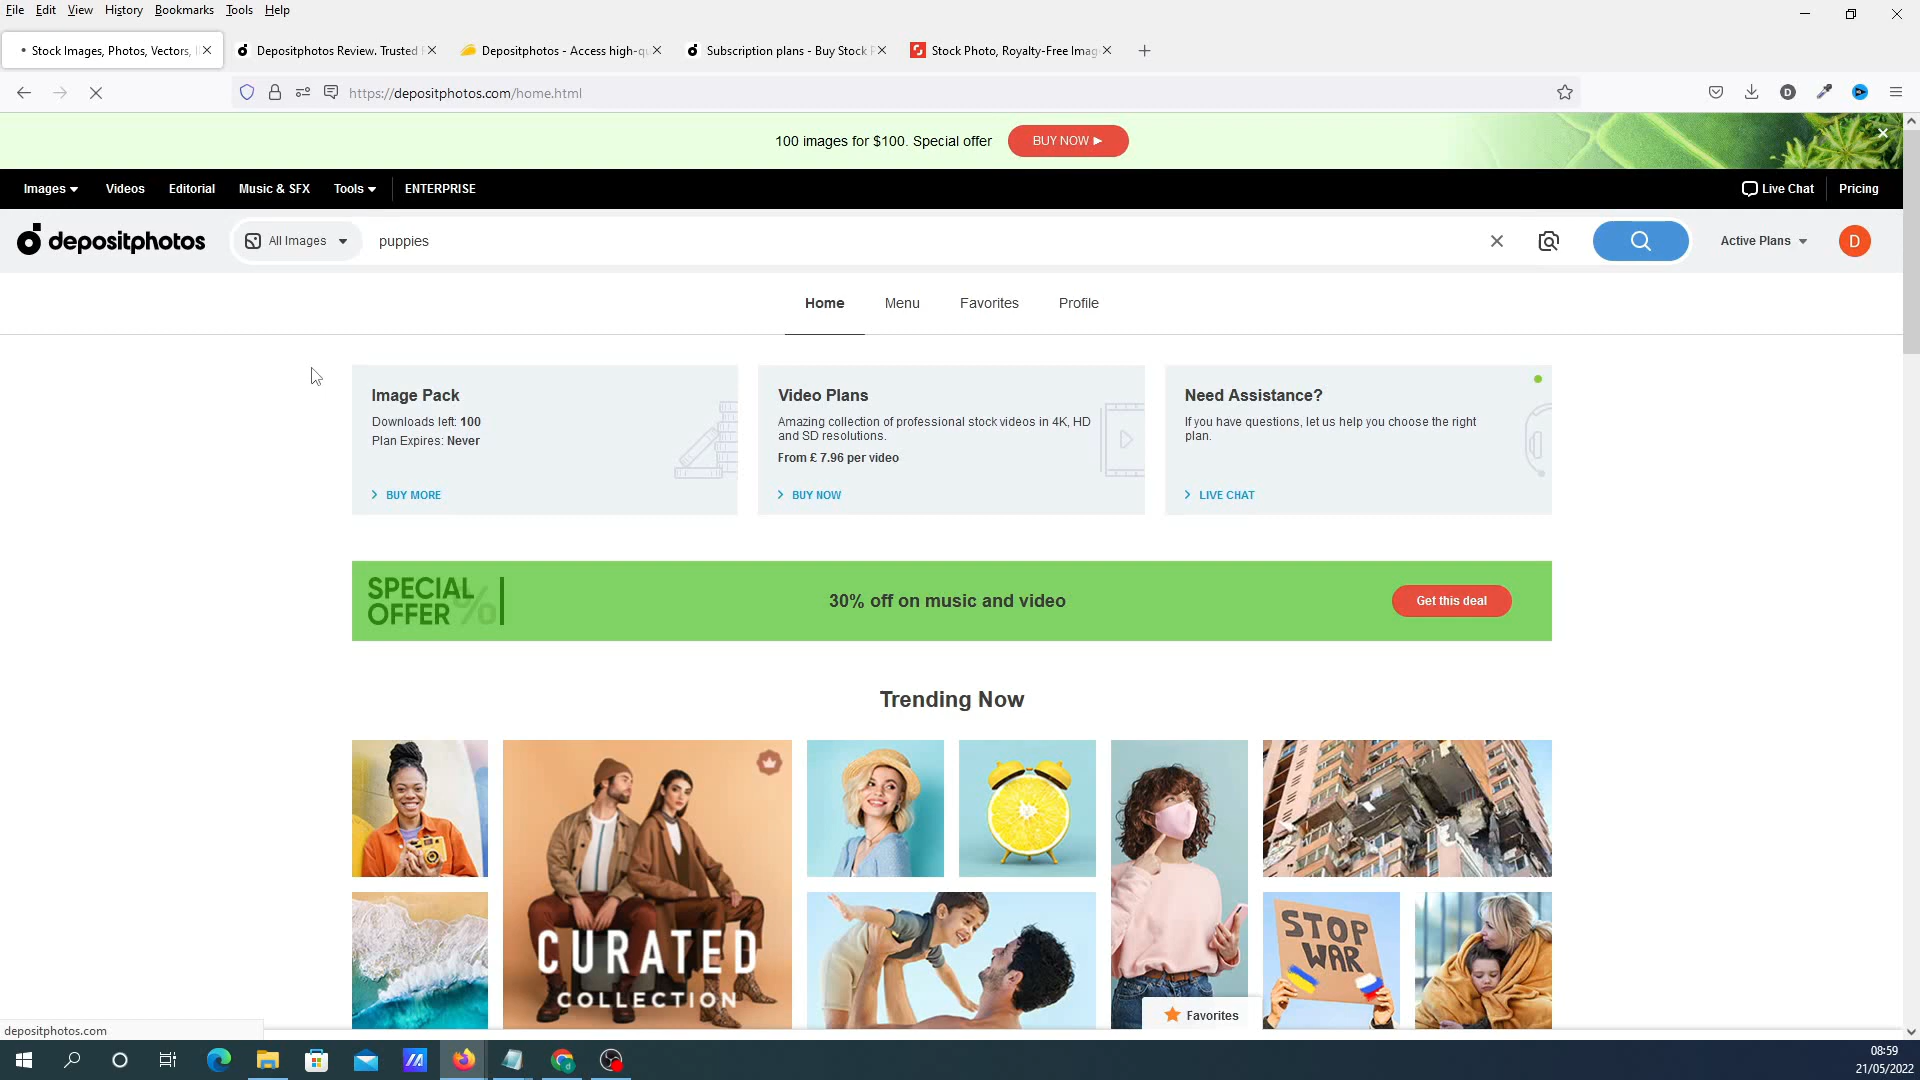 File Edit View History Bookmarks Tools Help
Stock Images, Photos, Vectors,
Depositphotos Review. Trusted
Depositphotos - Access high-qu
Subscription plans - Buy Stock
Stock Photo, Royalty-Free Imag
https://depositphotos.com/home.html
100 images for $100. Special offer
BUY NOW
Images Videos Editorial Music & SFX Tools ENTERPRISE
Live Chat Pricing
depositphotos
All Images
puppies
Active Plans
D
Home Menu Favorites Profile
Image Pack
Downloads left: 100
Plan Expires: Never
BUY MORE
Video Plans
Amazing collection of professional stock videos in 4K, HD
and SD resolutions.
From £ 7.96 per video
BUY NOW
Need Assistance?
If you have questions, let us help you choose the right
plan.
LIVE CHAT
SPECIAL
OFFER %
30% off on music and video
Get this deal
Trending Now
CURATED
COLLECTION
STOP
WAR
Favorites
depositphotos.com
08:59
21/05/2022